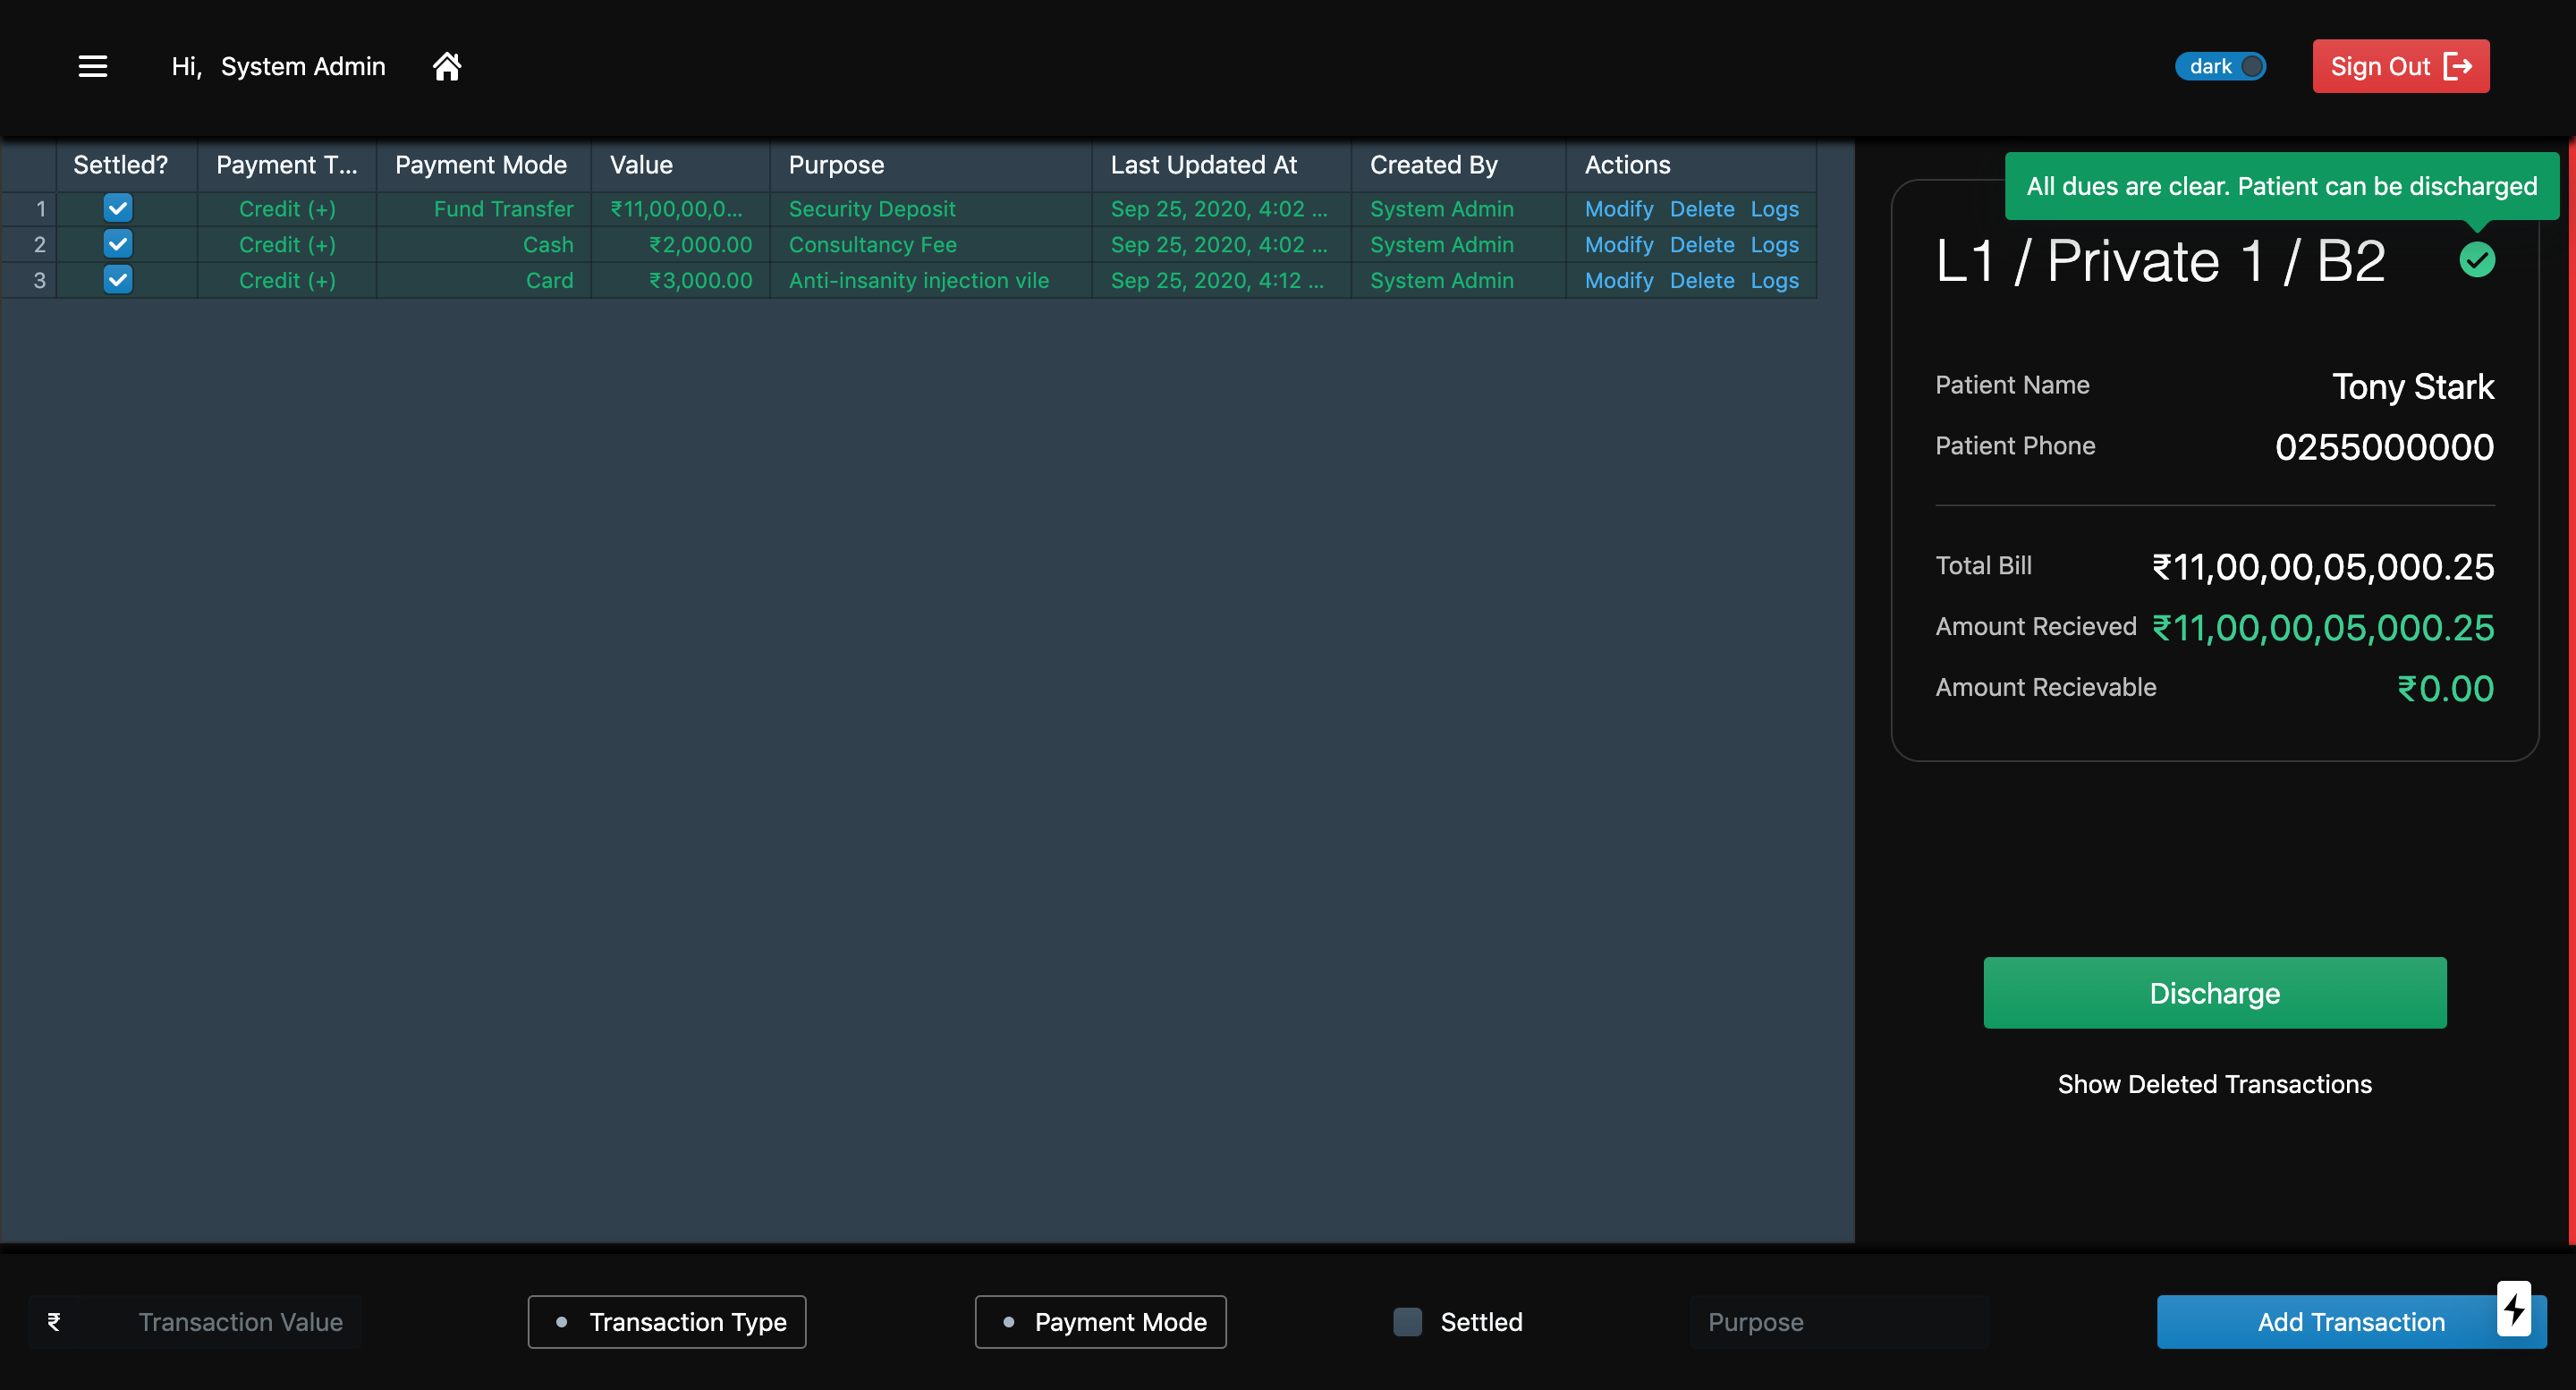 Hi, System Admin
dark
Sign Out
Settled? Payment T... Payment Mode Value Purpose Last Updated At Created By Actions
1 Credit (+) Fund Transfer ₹11,00,00,0... Security Deposit Sep 25, 2020, 4:02 ... System Admin Modify Delete Logs
2 Credit (+) Cash ₹2,000.00 Consultancy Fee Sep 25, 2020, 4:02 ... System Admin Modify Delete Logs
3 Credit (+) Card ₹3,000.00 Anti-insanity injection vile Sep 25, 2020, 4:12 ... System Admin Modify Delete Logs
All dues are clear. Patient can be discharged
L1 / Private 1 / B2
Patient Name Tony Stark
Patient Phone 0255000000
Total Bill ₹11,00,00,05,000.25
Amount Recieved ₹11,00,00,05,000.25
Amount Recievable ₹0.00
Discharge
Show Deleted Transactions
₹ Transaction Value Transaction Type Payment Mode Settled Purpose Add Transaction